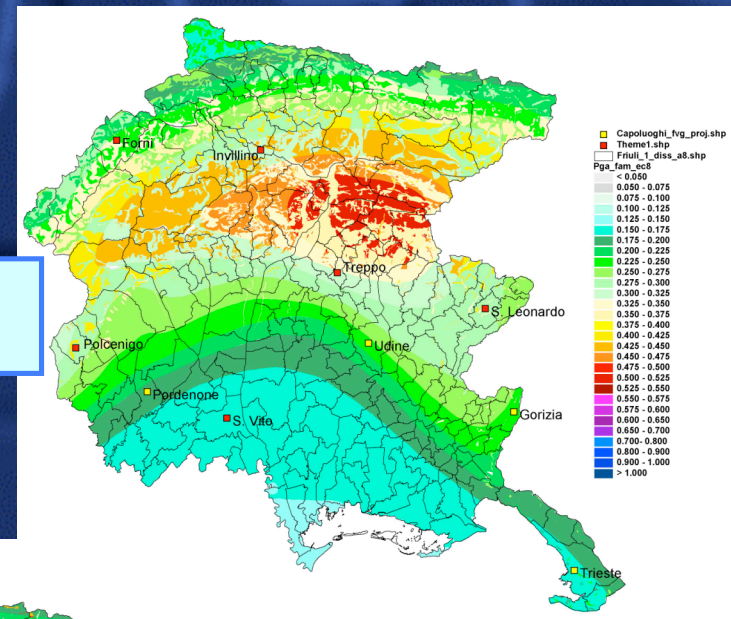 Forni
Invillino
Treppo
S. Leonardo
Polcenigo
Udine
Pordenone
Gorizia
S. Vito
Trieste
Capoluoghi_fvg_proj.shp
Theme1.shp
Friuli_1_diss_a8.shp
Pga_fam_ec8
< 0.050
0.050 - 0.075
0.075 - 0.100
0.100 - 0.125
0.125 - 0.150
0.150 - 0.175
0.175 - 0.200
0.200 - 0.225
0.225 - 0.250
0.250 - 0.275
0.275 - 0.300
0.300 - 0.325
0.325 - 0.350
0.350 - 0.375
0.375 - 0.400
0.400 - 0.425
0.425 - 0.450
0.450 - 0.475
0.475 - 0.500
0.500 - 0.525
0.525 - 0.550
0.550 - 0.575
0.575 - 0.600
0.600 - 0.650
0.650 - 0.700
0.700- 0.800
0.800 - 0.900
0.900 - 1.000
> 1.000